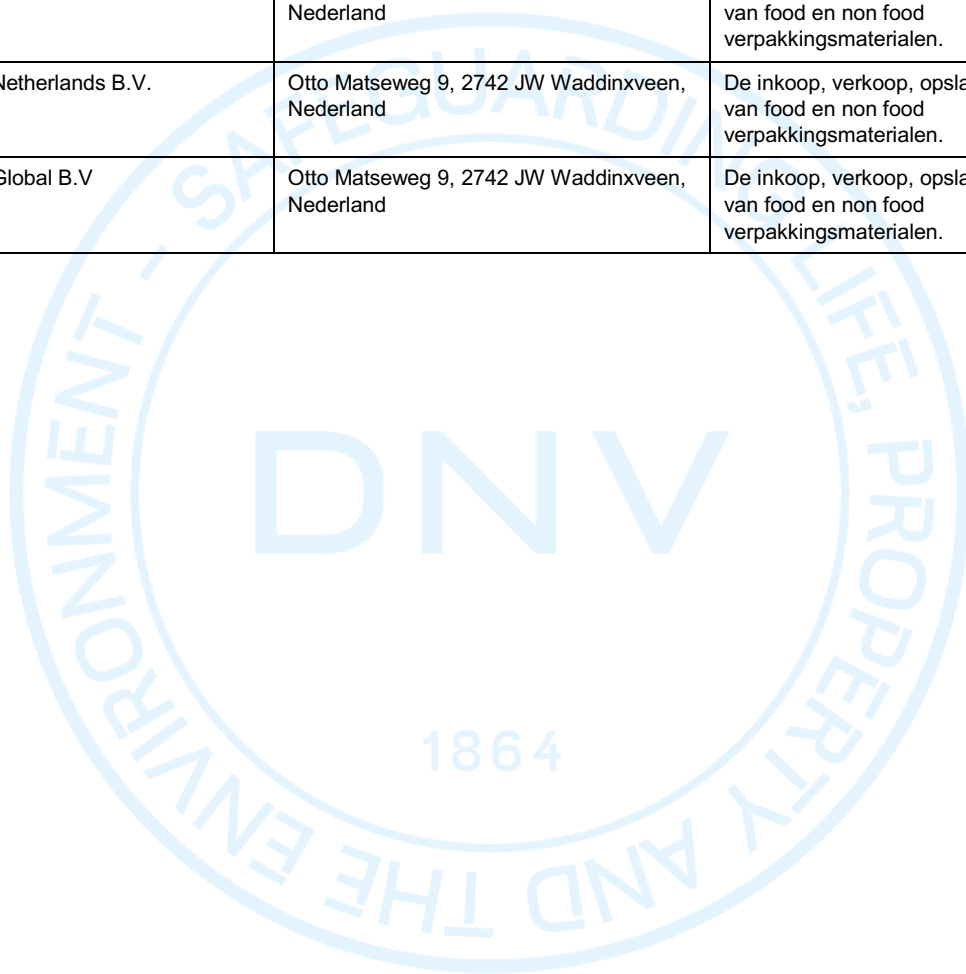 Nederland
van food en non food
verpakkingsmaterialen.
Netherlands B.V.
Otto Matseweg 9, 2742 JW Waddinxveen,
Nederland
De inkoop, verkoop, opsla
van food en non food
verpakkingsmaterialen.
Global B.V
Otto Matseweg 9, 2742 JW Waddinxveen,
Nederland
De inkoop, verkoop, opsla
van food en non food
verpakkingsmaterialen.
SAFEGUARDING LIFE, PROPERTY AND THE ENVIRONMENT –
DNV
1864